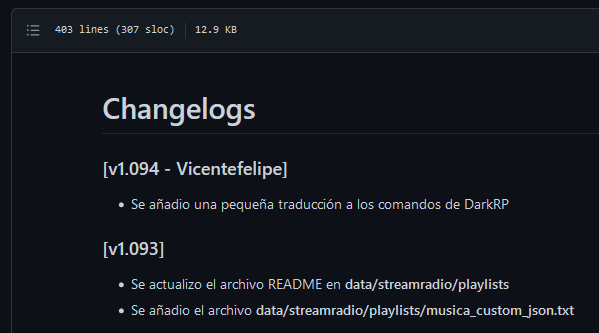 403 lines (307 sloc) 12.9 KB
Changelogs
[v1.094 - Vicentefelipe]
• Se añadio una pequeña traducción a los comandos de DarkRP
[v1.093]
• Se actualizo el archivo README en data/streamradio/playlists
• Se añadio el archivo data/streamradio/playlists/musica_custom_json.txt